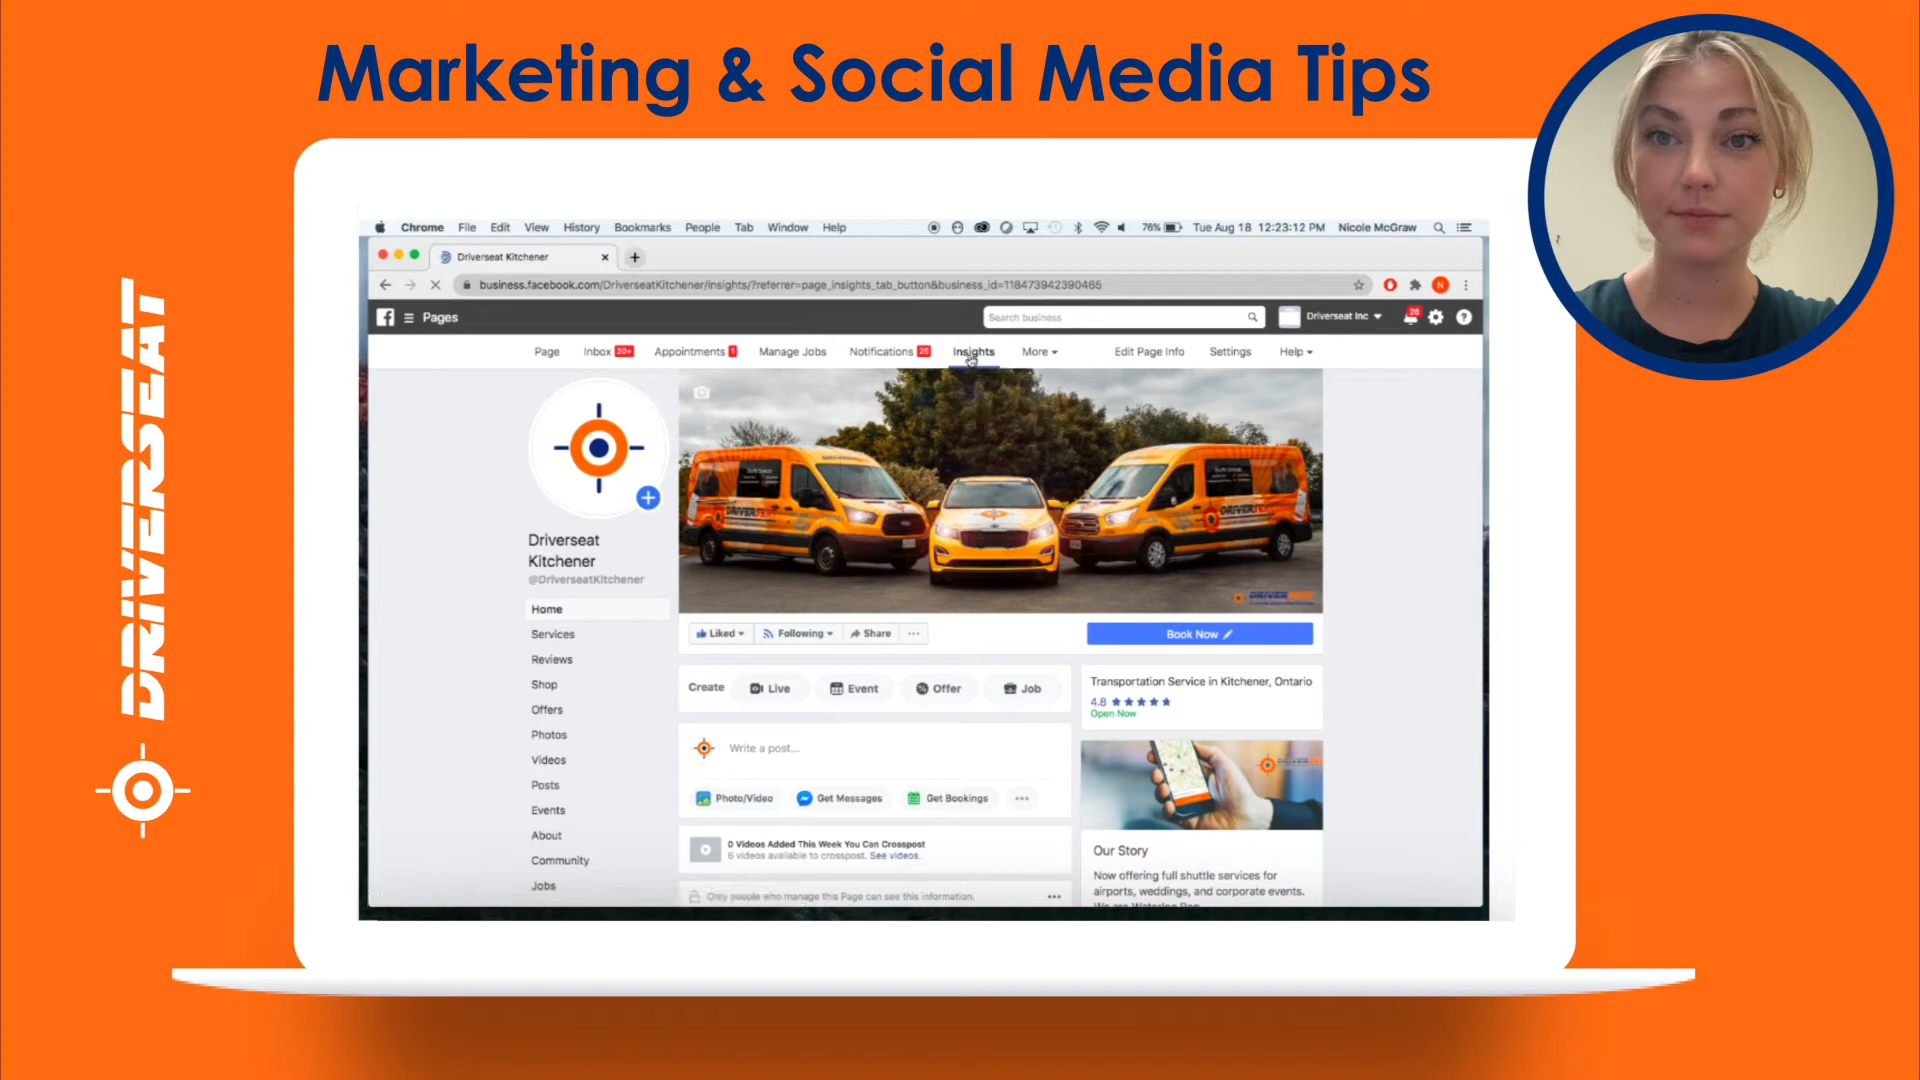 Marketing & Social Media Tips
DRIVERSEAT
Chrome File Edit View History Bookmarks People Tab Window Help 76% Tue Aug 18 12:23:12 PM Nicole McGraw
Driverseat Kitchener
business.facebook.com/DriverseatKitchener/insights/?referrer=page_insights_tab_button&business_id=118473942390465 N
Pages Search business Driverseat Inc 26
Page Inbox 20+ Appointments 1 Manage Jobs Notifications 25 Insights More Edit Page Info Settings Help
Driverseat
Kitchener
@DriverseatKitchener
Home
Services
Reviews
Shop
Offers
Photos
Videos
Posts
Events
About
Community
Jobs
Liked Following Share
Book Now
Create Live Event Offer Job
Write a post...
Photo/Video Get Messages Get Bookings
0 Videos Added This Week You Can Crosspost
6 videos available to crosspost. See videos.
Only people who manage this Page can see this information.
Transportation Service in Kitchener, Ontario
4.8
Open Now
Our Story
Now offering full shuttle services for
airports, weddings, and corporate events.
We are Waterloo Reg